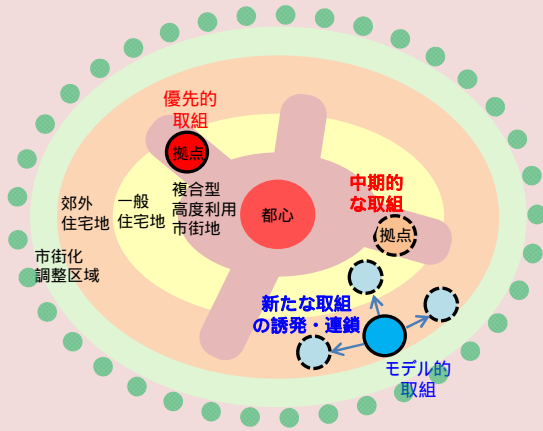 優先的
取組
拠点
郊外
住宅地
一般
住宅地
複合型
高度利用
市街地
都心
中期的
な取組
拠点
市街化
調整区域
新たな取組
の誘発・連鎖
モデル的
取組